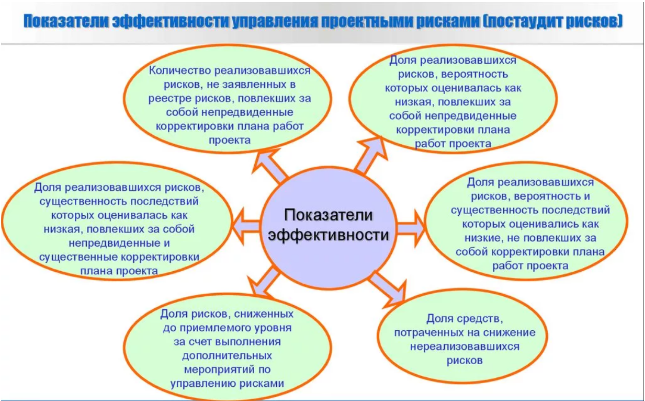 Показатели эффективности управления проектными рисками (постаудит рисков)
Количество реализовавшихся
рисков, не заявленных в
реестре рисков, повлекших за
собой непредвиденные
корректировки плана работ
проекта
Доля реализовавшихся
рисков, вероятность
которых оценивалась как
низкая, повлекших за
собой непредвиденные
корректировки плана
работ проекта
Доля реализовавшихся рисков,
существенность последствий
которых оценивалась как
низкая, повлекших за собой
непредвиденные и
существенные корректировки
плана проекта
Показатели
эффективности
Доля реализовавшихся
рисков, вероятность и
существенность последствий
которых оценивались как
низкие, не повлекших за
собой корректировки плана
работ проекта
Доля рисков, сниженных
до приемлемого уровня
за счет выполнения
дополнительных
мероприятий по
управлению рисками
Доля средств,
потраченных на снижение
нереализовавшихся
рисков